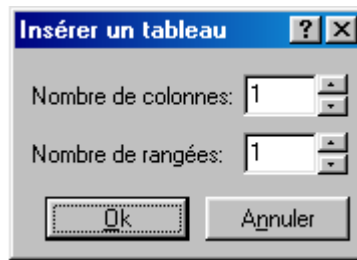 Insérer un tableau
Nombre de colonnes: 1
Nombre de rangées: 1
Ok Annuler